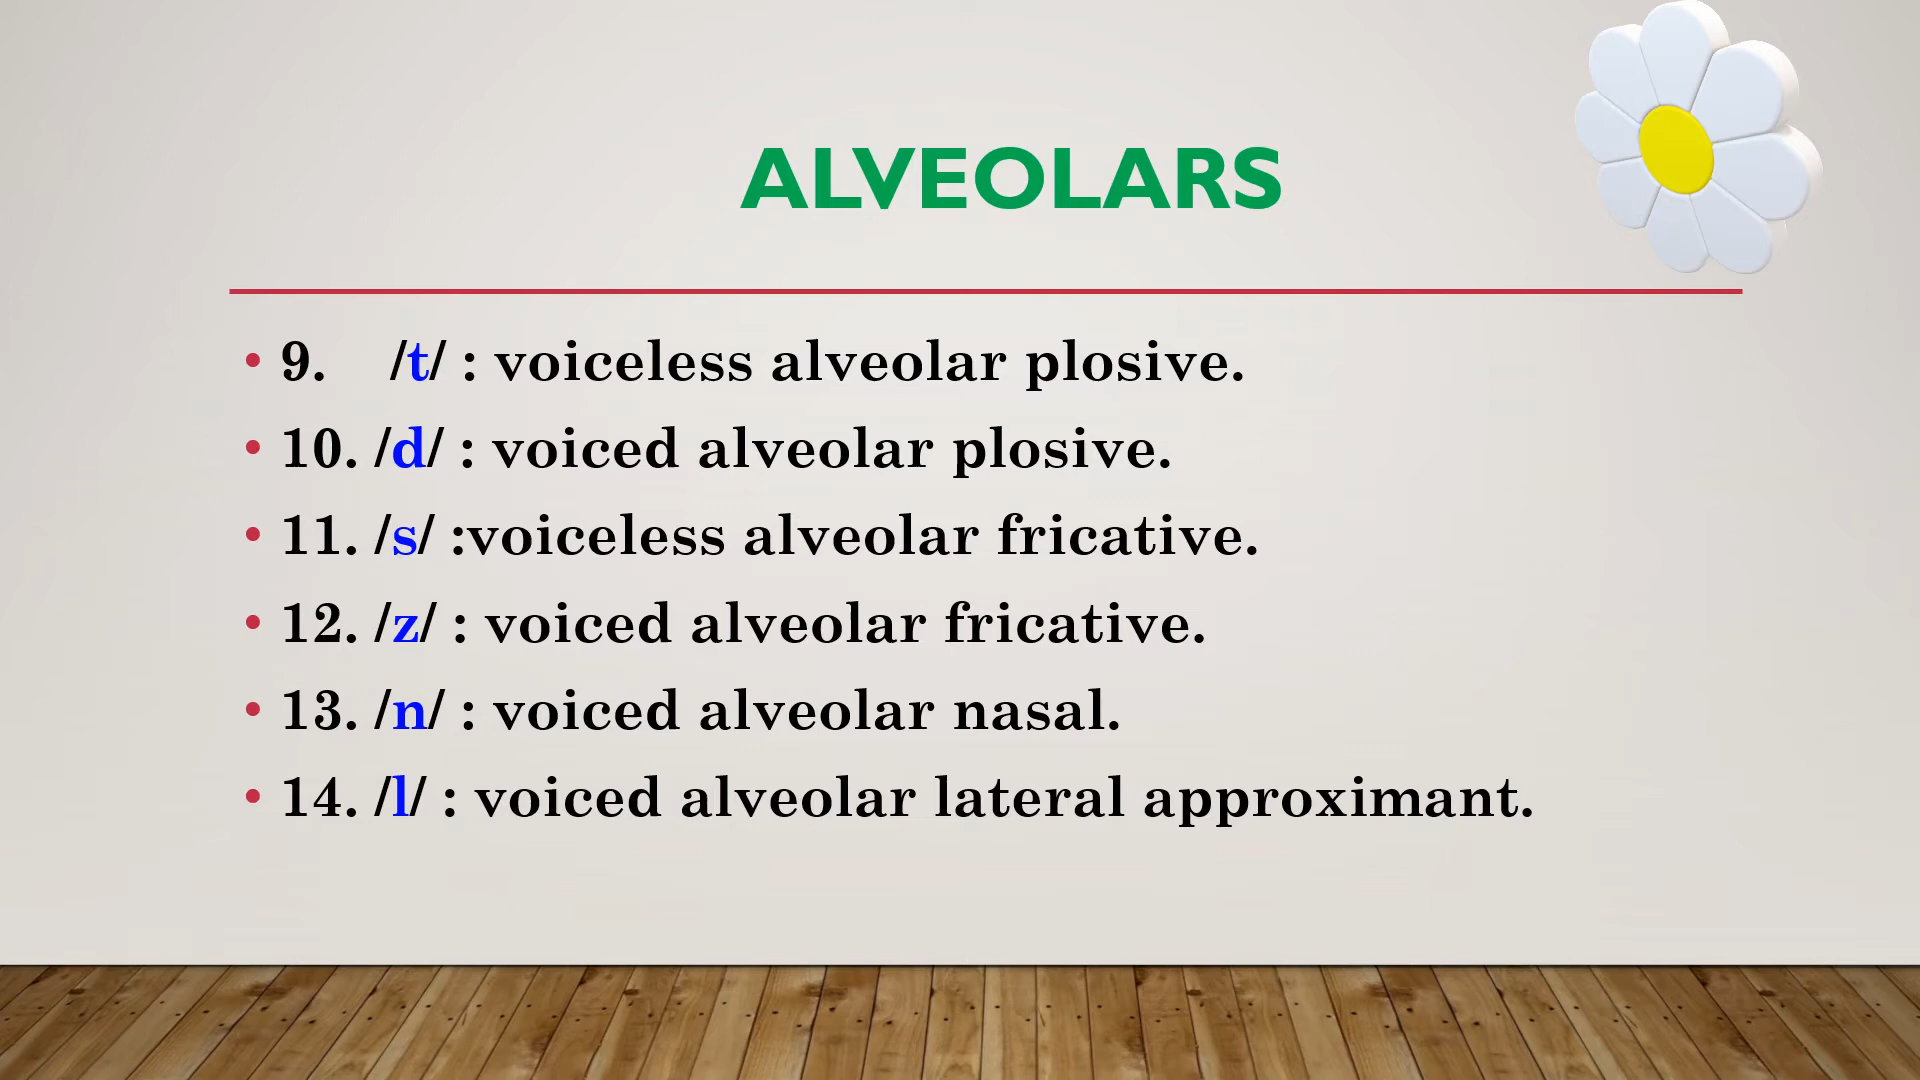 ALVEOLARS
• 9. /t/ : voiceless alveolar plosive.
• 10. /d/ : voiced alveolar plosive.
• 11. /s/ :voiceless alveolar fricative.
• 12. /z/ : voiced alveolar fricative.
• 13. /n/ : voiced alveolar nasal.
• 14. /l/ : voiced alveolar lateral approximant.